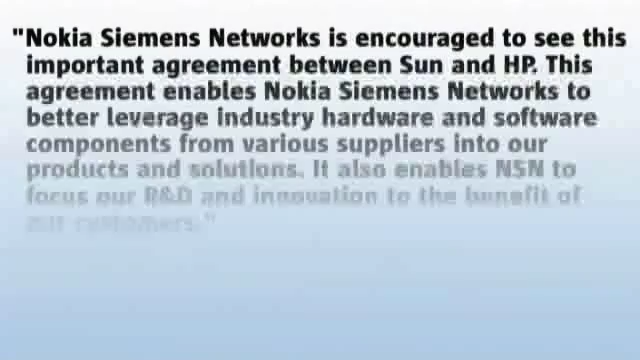 "Nokia Siemens Networks is encouraged to see this
important agreement between Sun and HP. This
agreement enables Nokia Siemens Networks to
better leverage industry hardware and software
components from various suppliers into our
products and solutions. It also enables NSN to
focus our R&D and innovation to the benefit of
our customers."